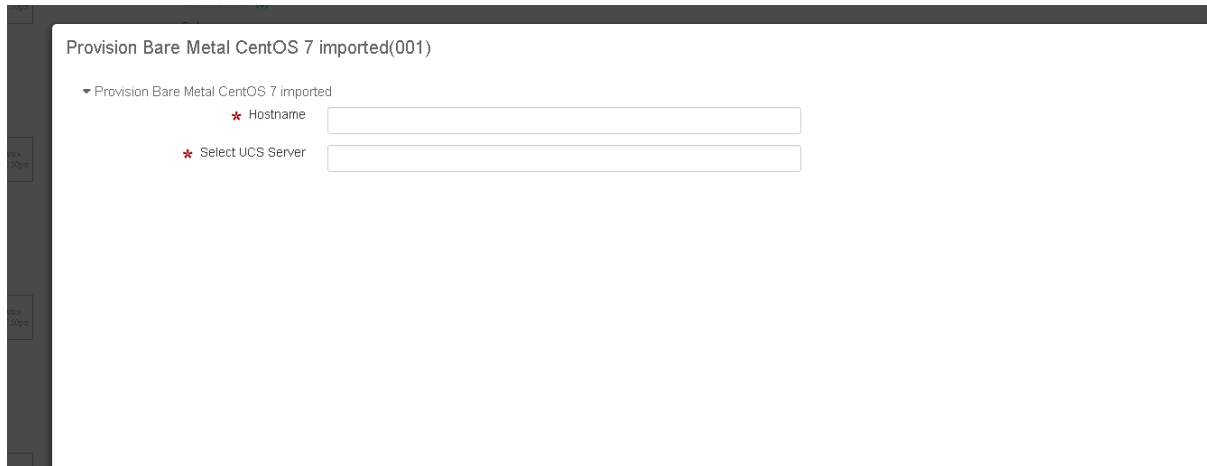 Provision Bare Metal CentOS 7 imported(001)
Provision Bare Metal CentOS 7 imported
* Hostname
* Select UCS Server